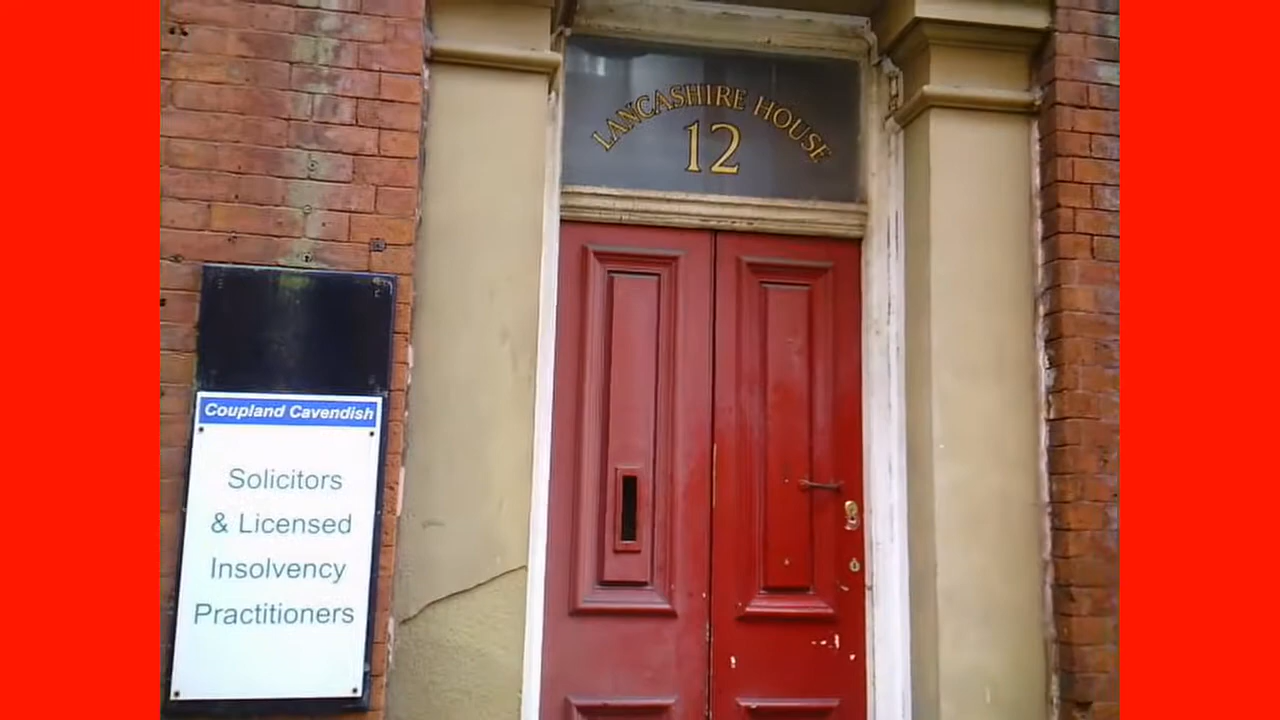 LANCASHIRE HOUSE
12
Coupland Cavendish
Solicitors
& Licensed
Insolvency
Practitioners